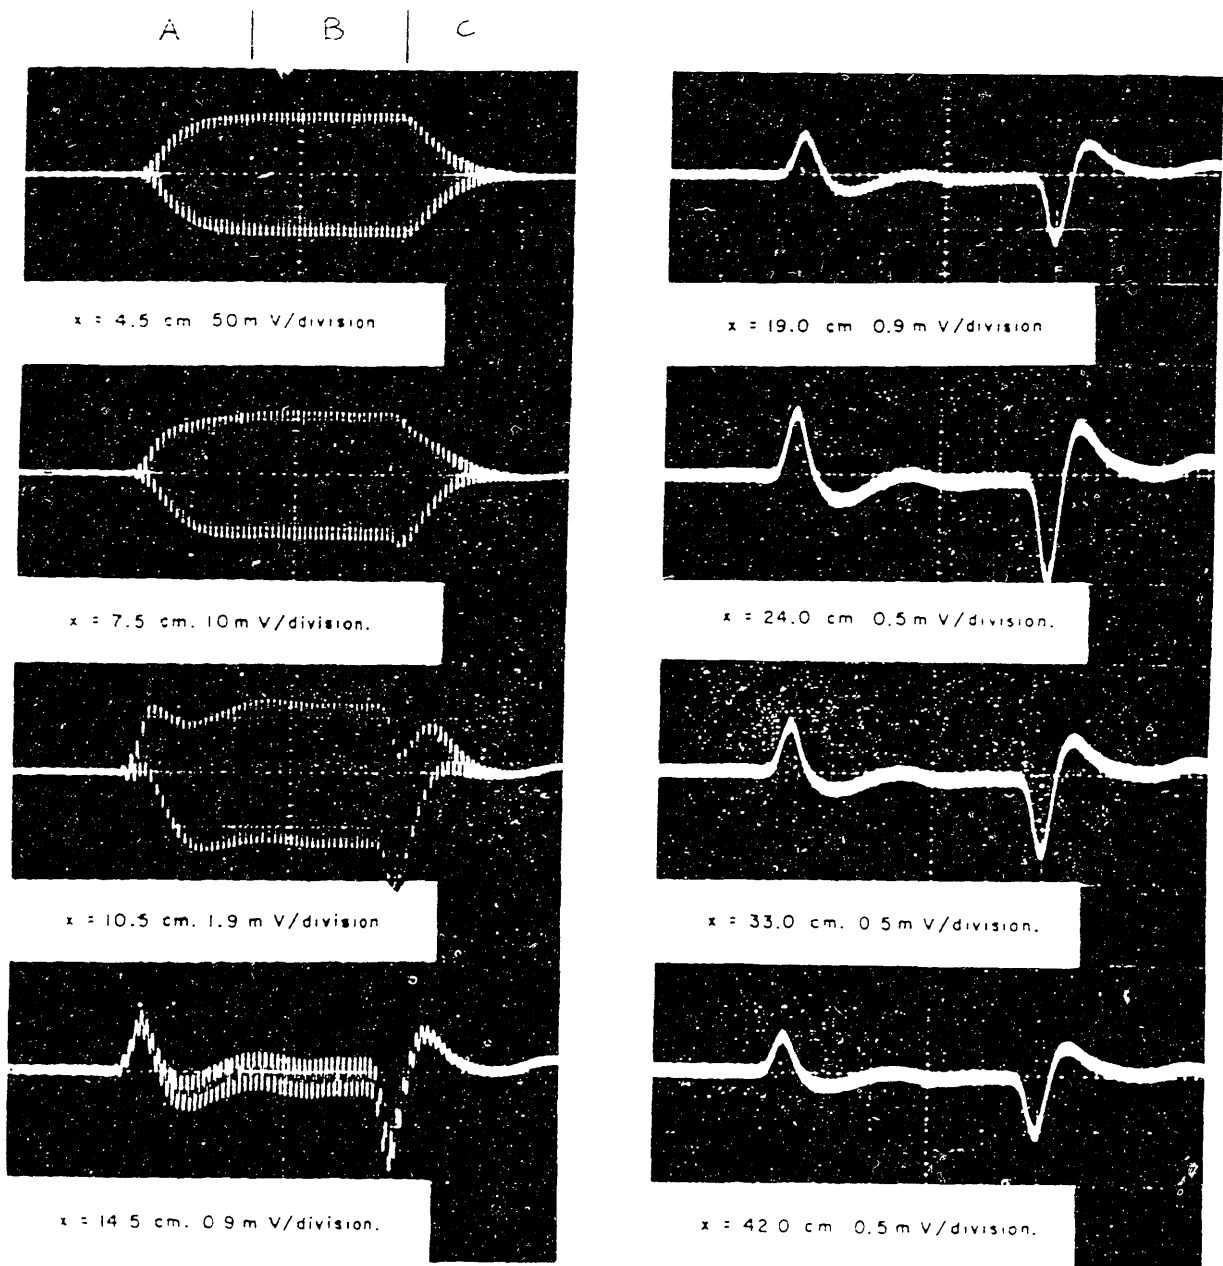 A | B | C
x = 4.5 cm 50 m V/division
x = 7.5 cm. 10 m V/division.
x = 10.5 cm. 1.9 m V/division
x = 14 5 cm. 0 9 m V/division.
x = 19.0 cm 0.9 m V/division
x = 24.0 cm 0.5 m V/division.
x = 33.0 cm. 0 5 m V/division.
x = 42 0 cm 0.5 m V/division.